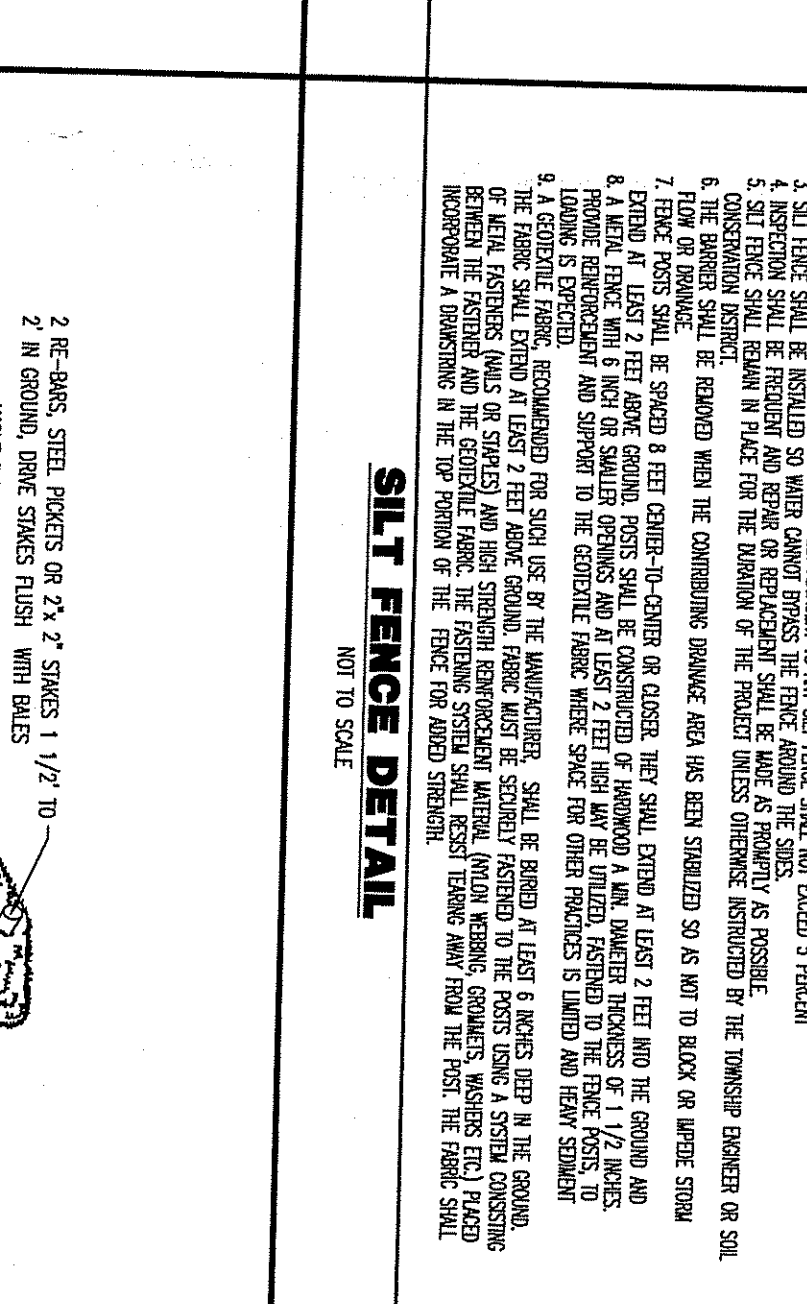 EXCEED 5 PERCENT
3. SILT FENCE SHALL BE INSTALLED SO WATER CANNOT BYPASS THE FENCE AROUND THE SIDES.
4. INSPECTION SHALL BE FREQUENT AND REPAIR OR REPLACEMENT SHALL BE MADE AS PROMPTLY AS POSSIBLE.
5. SILT FENCE SHALL REMAIN IN PLACE FOR THE DURATION OF THE PROJECT UNLESS OTHERWISE INSTRUCTED BY THE TOWNSHIP ENGINEER OR SOIL
CONSERVATION DISTRICT.
6. THE BARRIER SHALL BE REMOVED WHEN THE CONTRIBUTING DRAINAGE AREA HAS BEEN STABILIZED SO AS NOT TO BLOCK OR IMPEDE STORM
FLOW OR DRAINAGE.
7. FENCE POSTS SHALL BE SPACED 8 FEET CENTER-TO-CENTER OR CLOSER. THEY SHALL EXTEND AT LEAST 2 FEET INTO THE GROUND AND
EXTEND AT LEAST 2 FEET ABOVE GROUND. POSTS SHALL BE CONSTRUCTED OF HARDWOOD A MIN. DIAMETER THICKNESS OF 1 1/2 INCHES.
8. A METAL FENCE WITH 6 INCH OR SMALLER OPENINGS AND AT LEAST 2 FEET HIGH MAY BE UTILIZED, FASTENED TO THE FENCE POSTS, TO
PROVIDE REINFORCEMENT AND SUPPORT TO THE GEOTEXTILE FABRIC WHERE SPACE FOR OTHER PRACTICES IS LIMITED AND HEAVY SEDIMENT
LOADING IS EXPECTED.
9. A GEOTEXTILE FABRIC, RECOMMENDED FOR SUCH USE BY THE MANUFACTURER, SHALL BE BURIED AT LEAST 6 INCHES DEEP IN THE GROUND.
THE FABRIC SHALL EXTEND AT LEAST 2 FEET ABOVE GROUND. FABRIC MUST BE SECURELY FASTENED TO THE POSTS USING A SYSTEM CONSISTING
OF METAL FASTENERS (NAILS OR STAPLES) AND HIGH STRENGTH REINFORCEMENT MATERIAL (NYLON WEBBING, GROMMETS, WASHERS ETC.) PLACED
BETWEEN THE FASTENER AND THE GEOTEXTILE FABRIC. THE FASTENING SYSTEM SHALL RESIST TEARING AWAY FROM THE POST. THE FABRIC SHALL
INCORPORATE A DRAWSTRING IN THE TOP PORTION OF THE FENCE FOR ADDED STRENGTH.
SILT FENCE DETAIL
NOT TO SCALE
2 RE-BARS, STEEL PICKETS OR 2"x 2" STAKES 1 1/2' TO
2' IN GROUND, DRIVE STAKES FLUSH WITH BALES